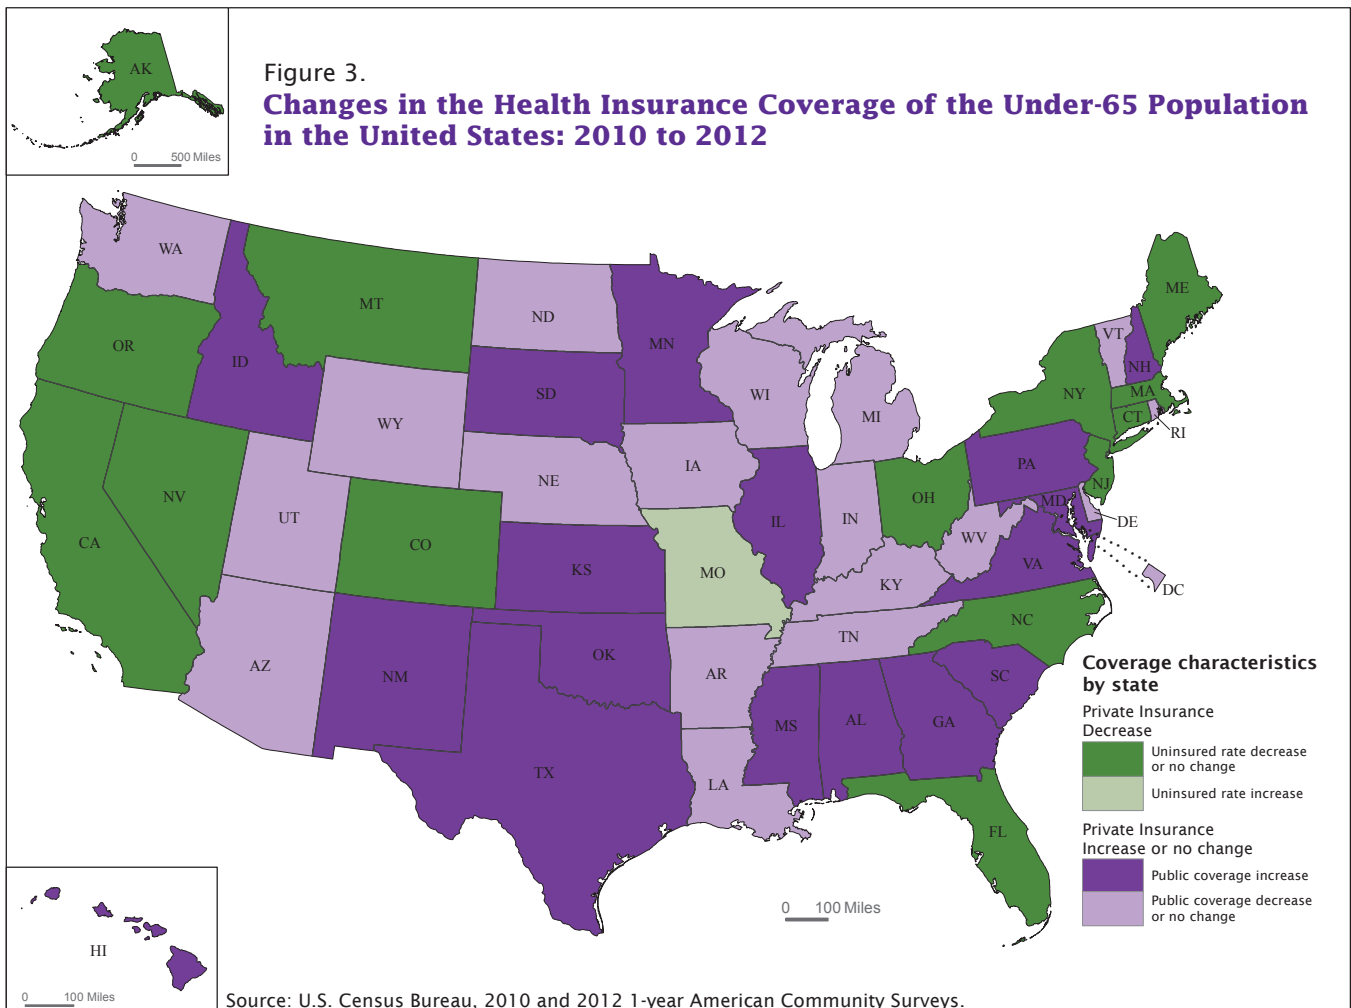 AK
0 500 Miles
Figure 3.
Changes in the Health Insurance Coverage of the Under-65 Population
in the United States: 2010 to 2012
WA
MT
ND
MN
OR
ID
SD
WI
MI
ME
VT
NH
NY
MA
CT
RI
WY
IA
NE
PA
NJ
OH
MD
DE
NV
UT
CO
IL
IN
WV
DC
CA
KS
MO
KY
VA
NC
TN
AZ
NM
OK
AR
SC
MS
AL
GA
TX
LA
FL
Coverage characteristics
by state
Private Insurance
Decrease
Uninsured rate decrease
or no change
Uninsured rate increase
Private Insurance
Increase or no change
Public coverage increase
Public coverage decrease
or no change
0 100 Miles
HI
0 100 Miles
Source: U.S. Census Bureau, 2010 and 2012 1-year American Community Surveys.